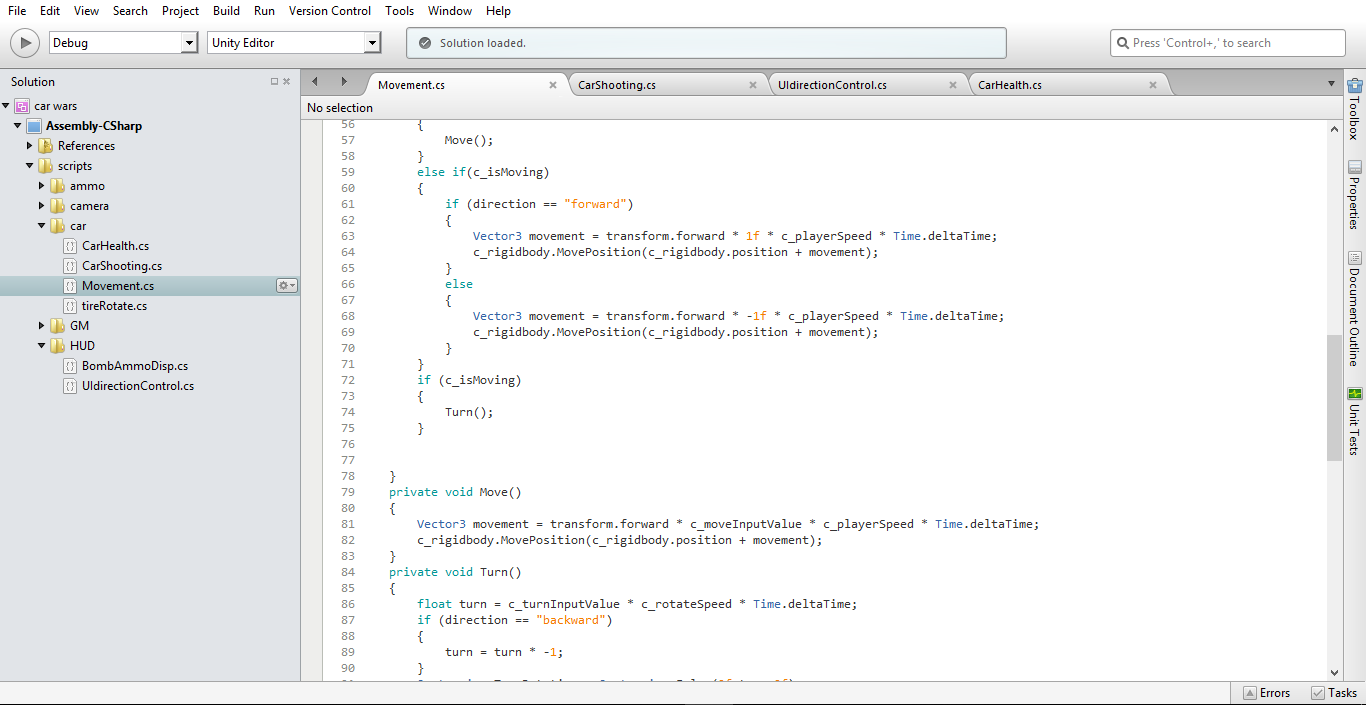 File Edit View Search Project Build Run Version Control Tools Window Help
Debug Unity Editor Solution loaded. Press 'Control+,' to search
Solution
car wars
Assembly-CSharp
References
scripts
ammo
camera
car
CarHealth.cs
CarShooting.cs
Movement.cs
tireRotate.cs
GM
HUD
BombAmmoDisp.cs
UIdirectionControl.cs
Movement.cs CarShooting.cs UIdirectionControl.cs CarHealth.cs
No selection
56 {
57 Move();
58 }
59 else if(c_isMoving)
60 {
61 if (direction == "forward")
62 {
63 Vector3 movement = transform.forward * 1f * c_playerSpeed * Time.deltaTime;
64 c_rigidbody.MovePosition(c_rigidbody.position + movement);
65 }
66 else
67 {
68 Vector3 movement = transform.forward * -1f * c_playerSpeed * Time.deltaTime;
69 c_rigidbody.MovePosition(c_rigidbody.position + movement);
70 }
71 }
72 if (c_isMoving)
73 {
74 Turn();
75 }
76
77
78 }
79 private void Move()
80 {
81 Vector3 movement = transform.forward * c_moveInputValue * c_playerSpeed * Time.deltaTime;
82 c_rigidbody.MovePosition(c_rigidbody.position + movement);
83 }
84 private void Turn()
85 {
86 float turn = c_turnInputValue * c_rotateSpeed * Time.deltaTime;
87 if (direction == "backward")
88 {
89 turn = turn * -1;
90 }
Toolbox
Properties
Document Outline
Unit Tests
Errors Tasks